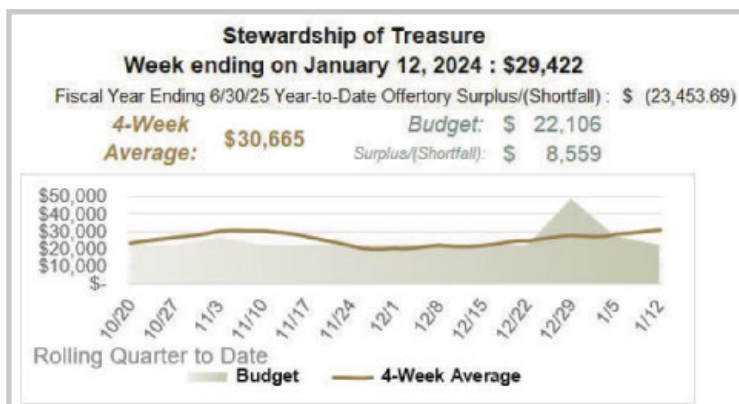 Stewardship of Treasure
Week ending on January 12, 2024 : $29,422
Fiscal Year Ending 6/30/25 Year-to-Date Offertory Surplus/(Shortfall) : $ (23,453.69)
4-Week Average: $30,665
Budget: $ 22,106
Surplus/(Shortfall): $ 8,559
$50,000
$40,000
$30,000
$20,000
$10,000
$-
10/20 10/27 11/3 11/10 11/17 11/24 12/1 12/8 12/15 12/22 12/29 1/5 1/12
Rolling Quarter to Date
Budget 4-Week Average